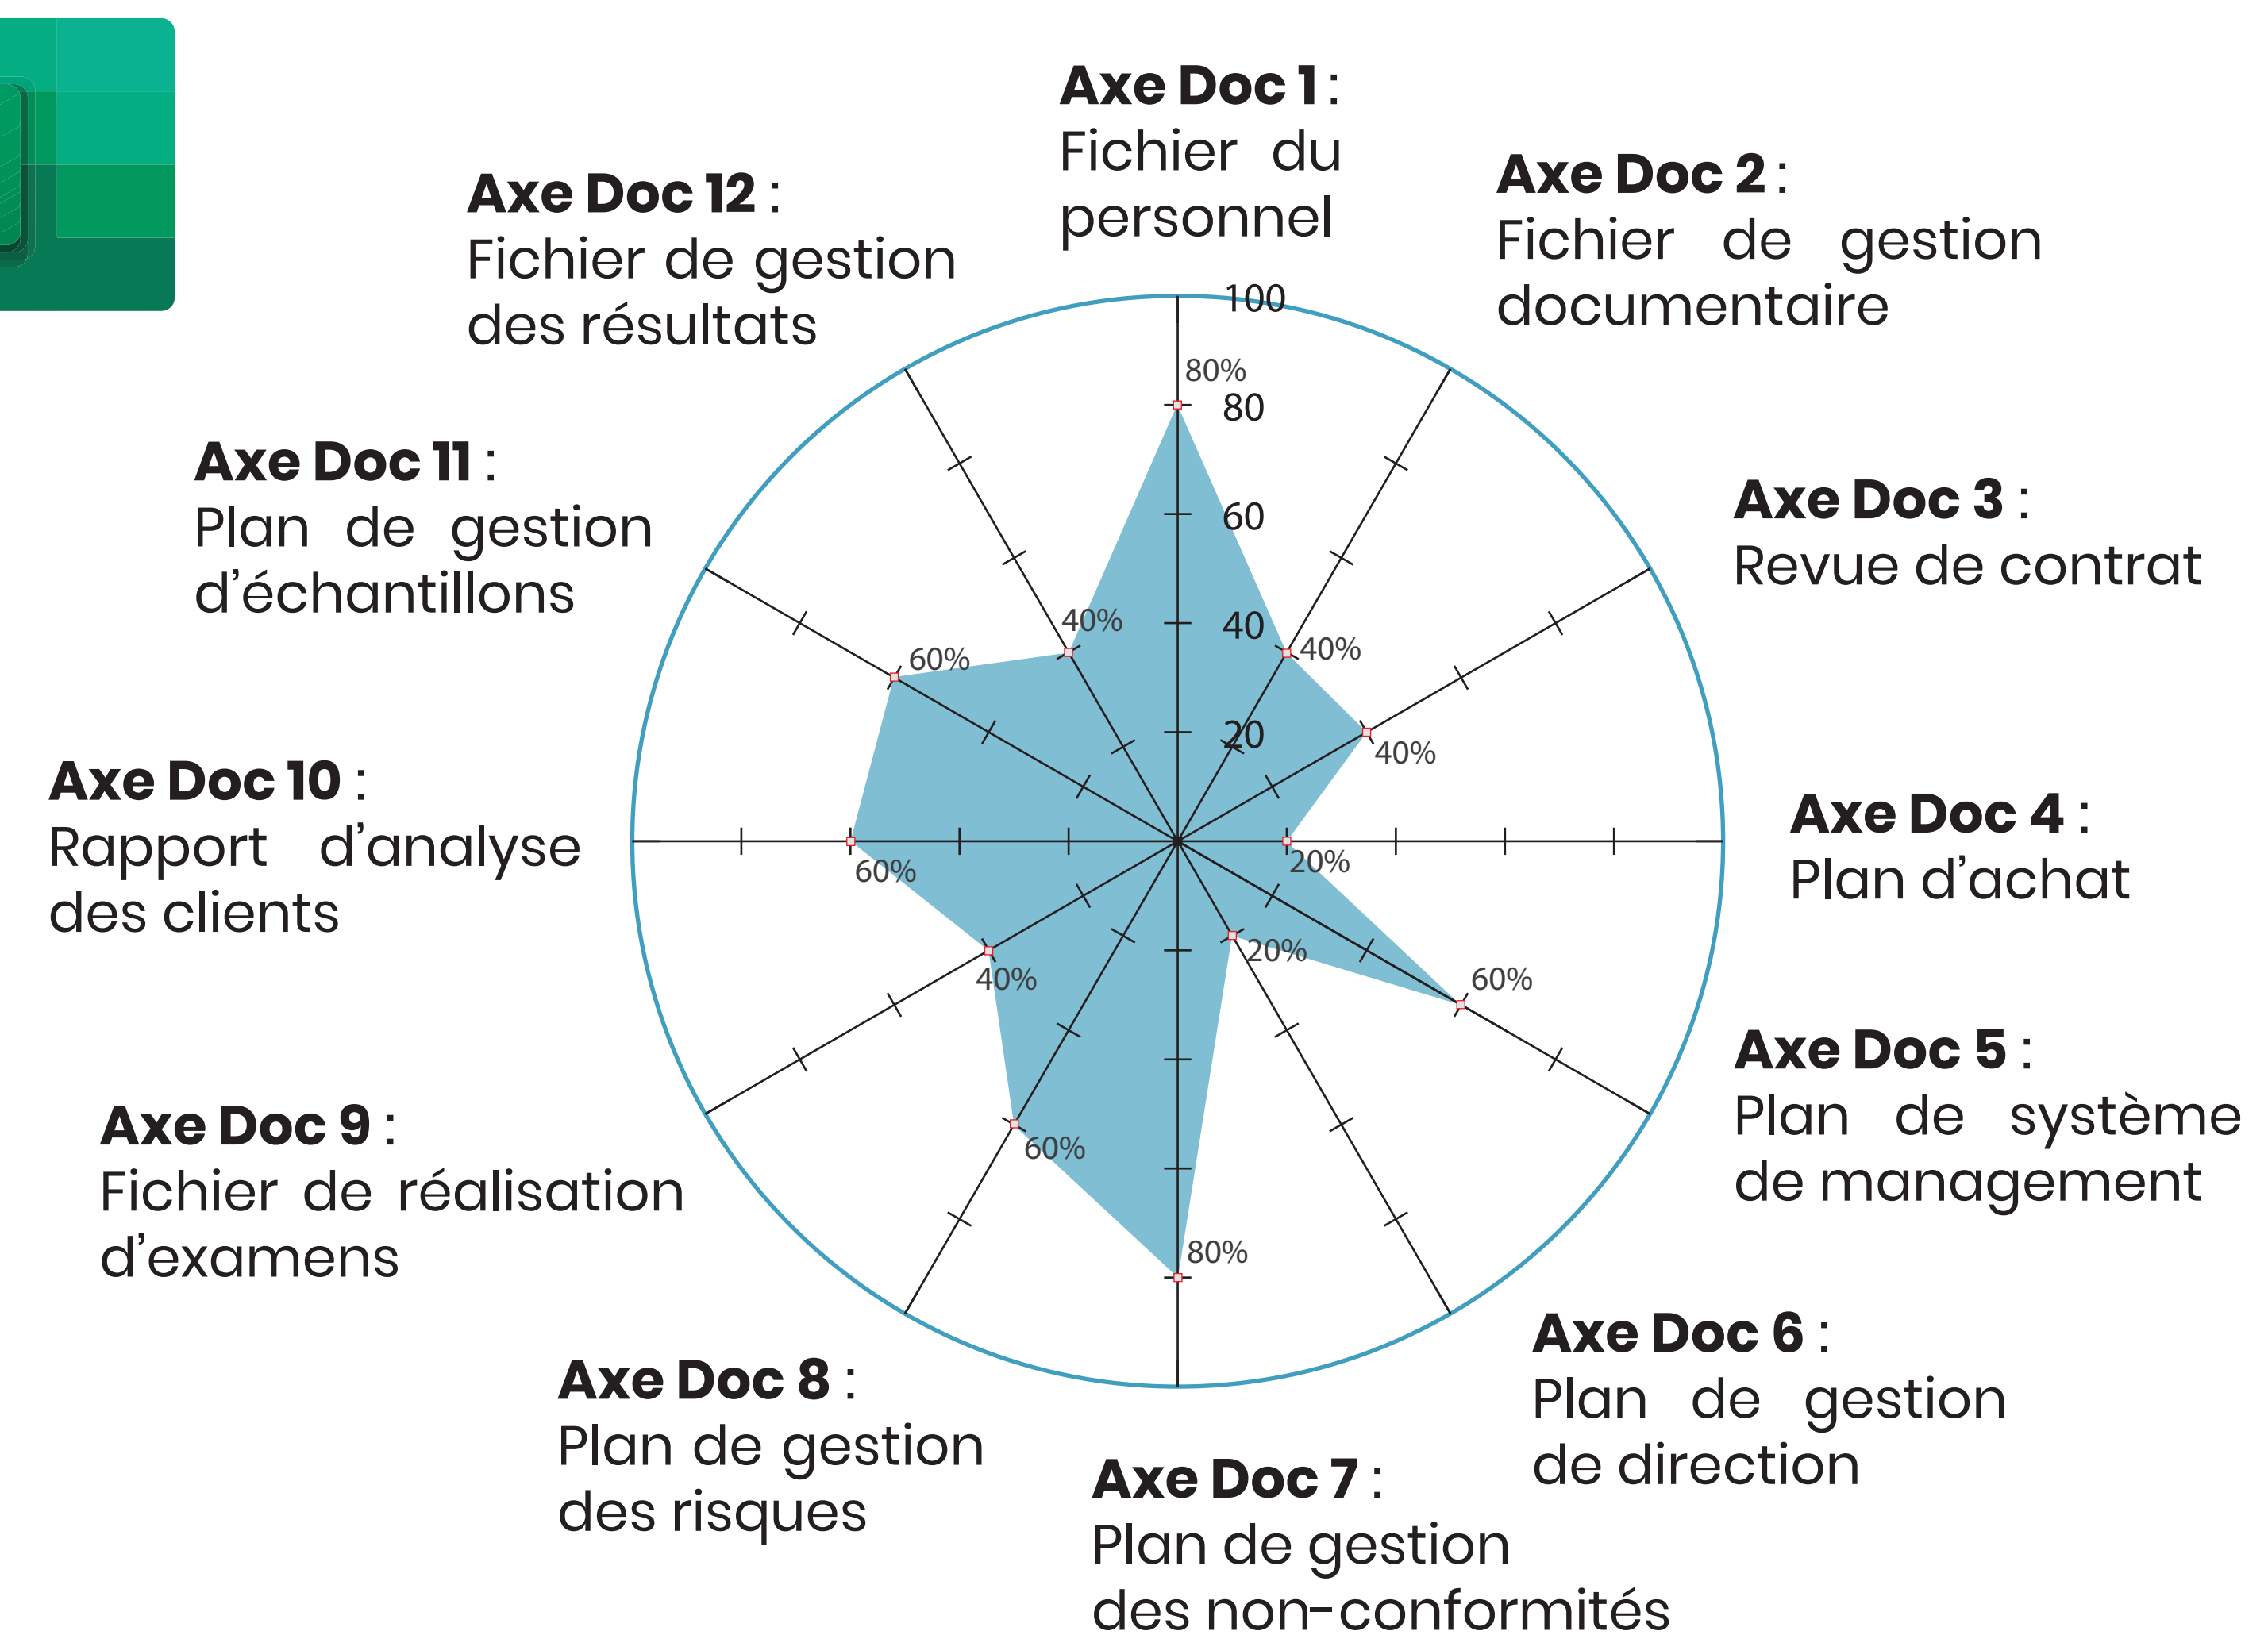 Axe Doc 1 :
Fichier du
personnel
Axe Doc 2 :
Fichier de gestion
documentaire
Axe Doc 3 :
Revue de contrat
Axe Doc 4 :
Plan d’achat
Axe Doc 5 :
Plan de système
de management
Axe Doc 6 :
Plan de gestion
de direction
Axe Doc 7 :
Plan de gestion
des non-conformités
Axe Doc 8 :
Plan de gestion
des risques
Axe Doc 9 :
Fichier de réalisation
d’examens
Axe Doc 10 :
Rapport d’analyse
des clients
Axe Doc 11 :
Plan de gestion
d’échantillons
Axe Doc 12 :
Fichier de gestion
des résultats
100
80
60
40
20
80%
40%
40%
20%
60%
20%
80%
60%
40%
60%
60%
40%